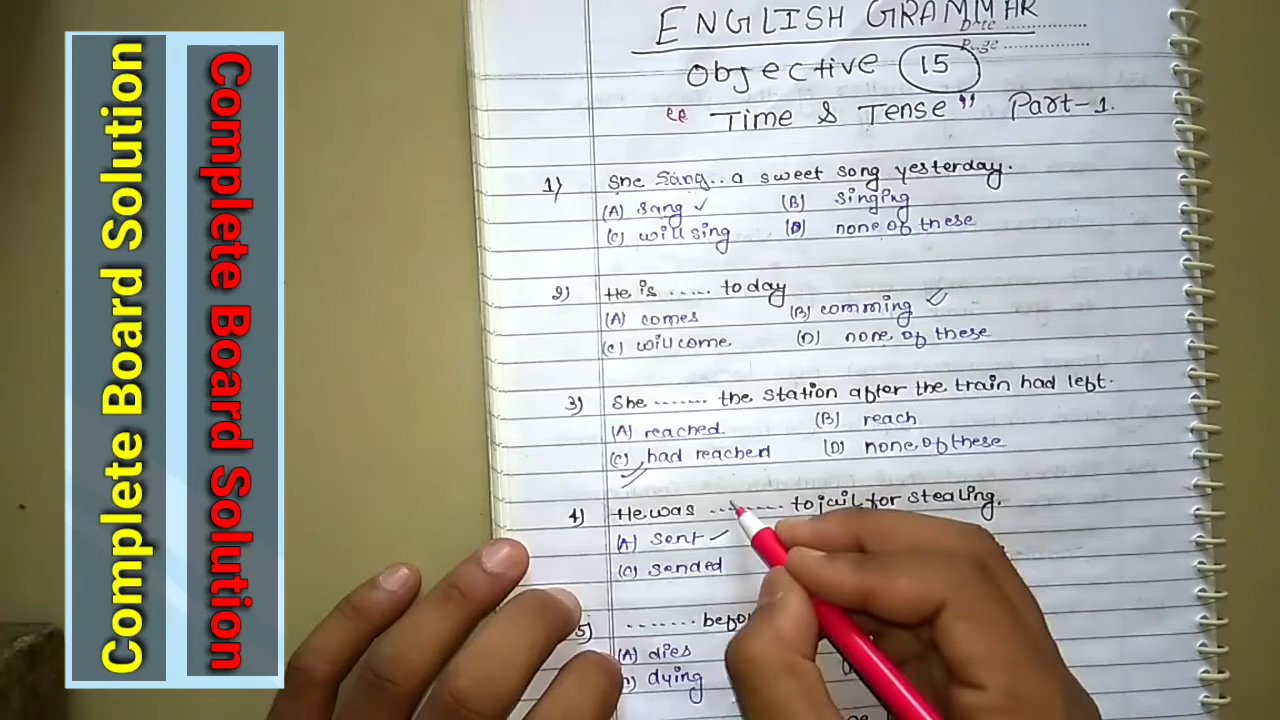 Complete Board Solution
Complete Board Solution
ENGLISH GRAMMAR
Date
Page
Objective 15
"Time & Tense" Part-1.
1) She sang.. a sweet song yesterday.
(A) sang ✓ (B) singing
(C) will sing (D) none of these
2) He is ..... today
(A) comes (B) comming ✓
(C) will come (D) none of these
3) She ....... the station after the train had left.
(A) reached. (B) reach
(C) had reached (D) none of these
4) He was ......... to jail for stealing.
(A) sent ✓
(C) sended
5) .......
(A) dies
dying